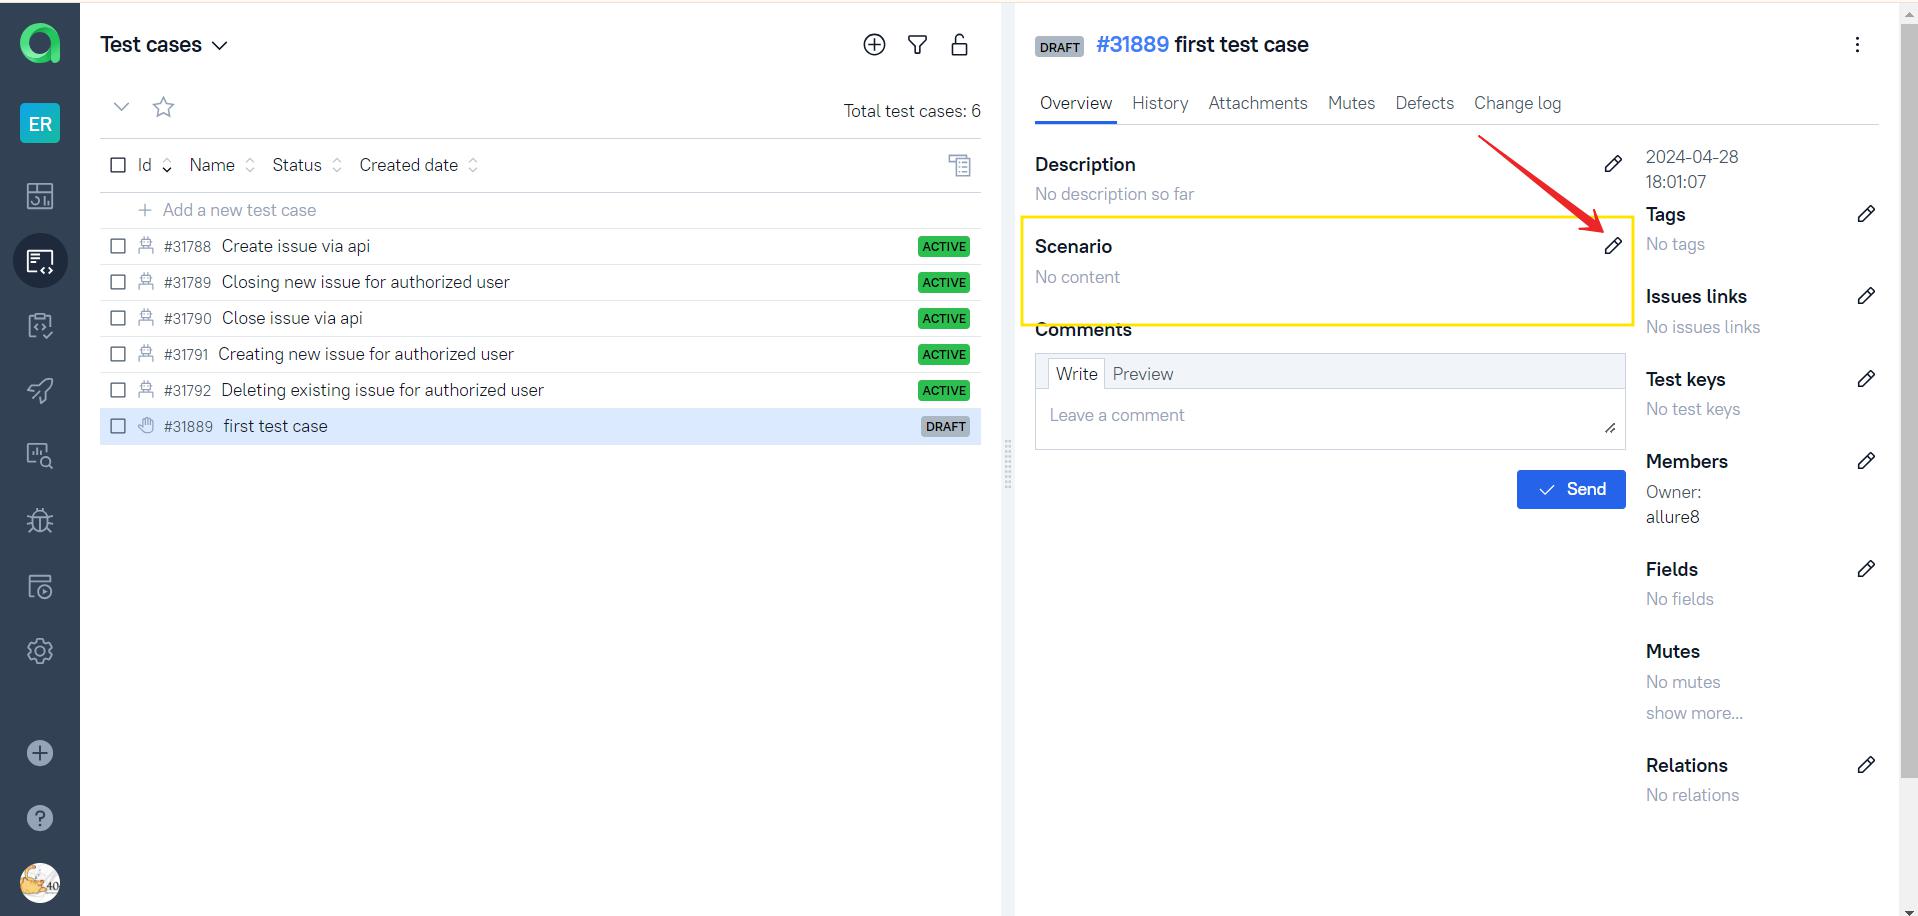 Test cases
ER
Total test cases: 6
Id Name Status Created date
Add a new test case
#31788 Create issue via api ACTIVE
#31789 Closing new issue for authorized user ACTIVE
#31790 Close issue via api ACTIVE
#31791 Creating new issue for authorized user ACTIVE
#31792 Deleting existing issue for authorized user ACTIVE
#31889 first test case DRAFT
40
DRAFT #31889 first test case
Overview History Attachments Mutes Defects Change log
Description
No description so far
Scenario
No content
Comments
Write Preview
Leave a comment
Send
2024-04-28
18:01:07
Tags
No tags
Issues links
No issues links
Test keys
No test keys
Members
Owner:
allure8
Fields
No fields
Mutes
No mutes
show more...
Relations
No relations